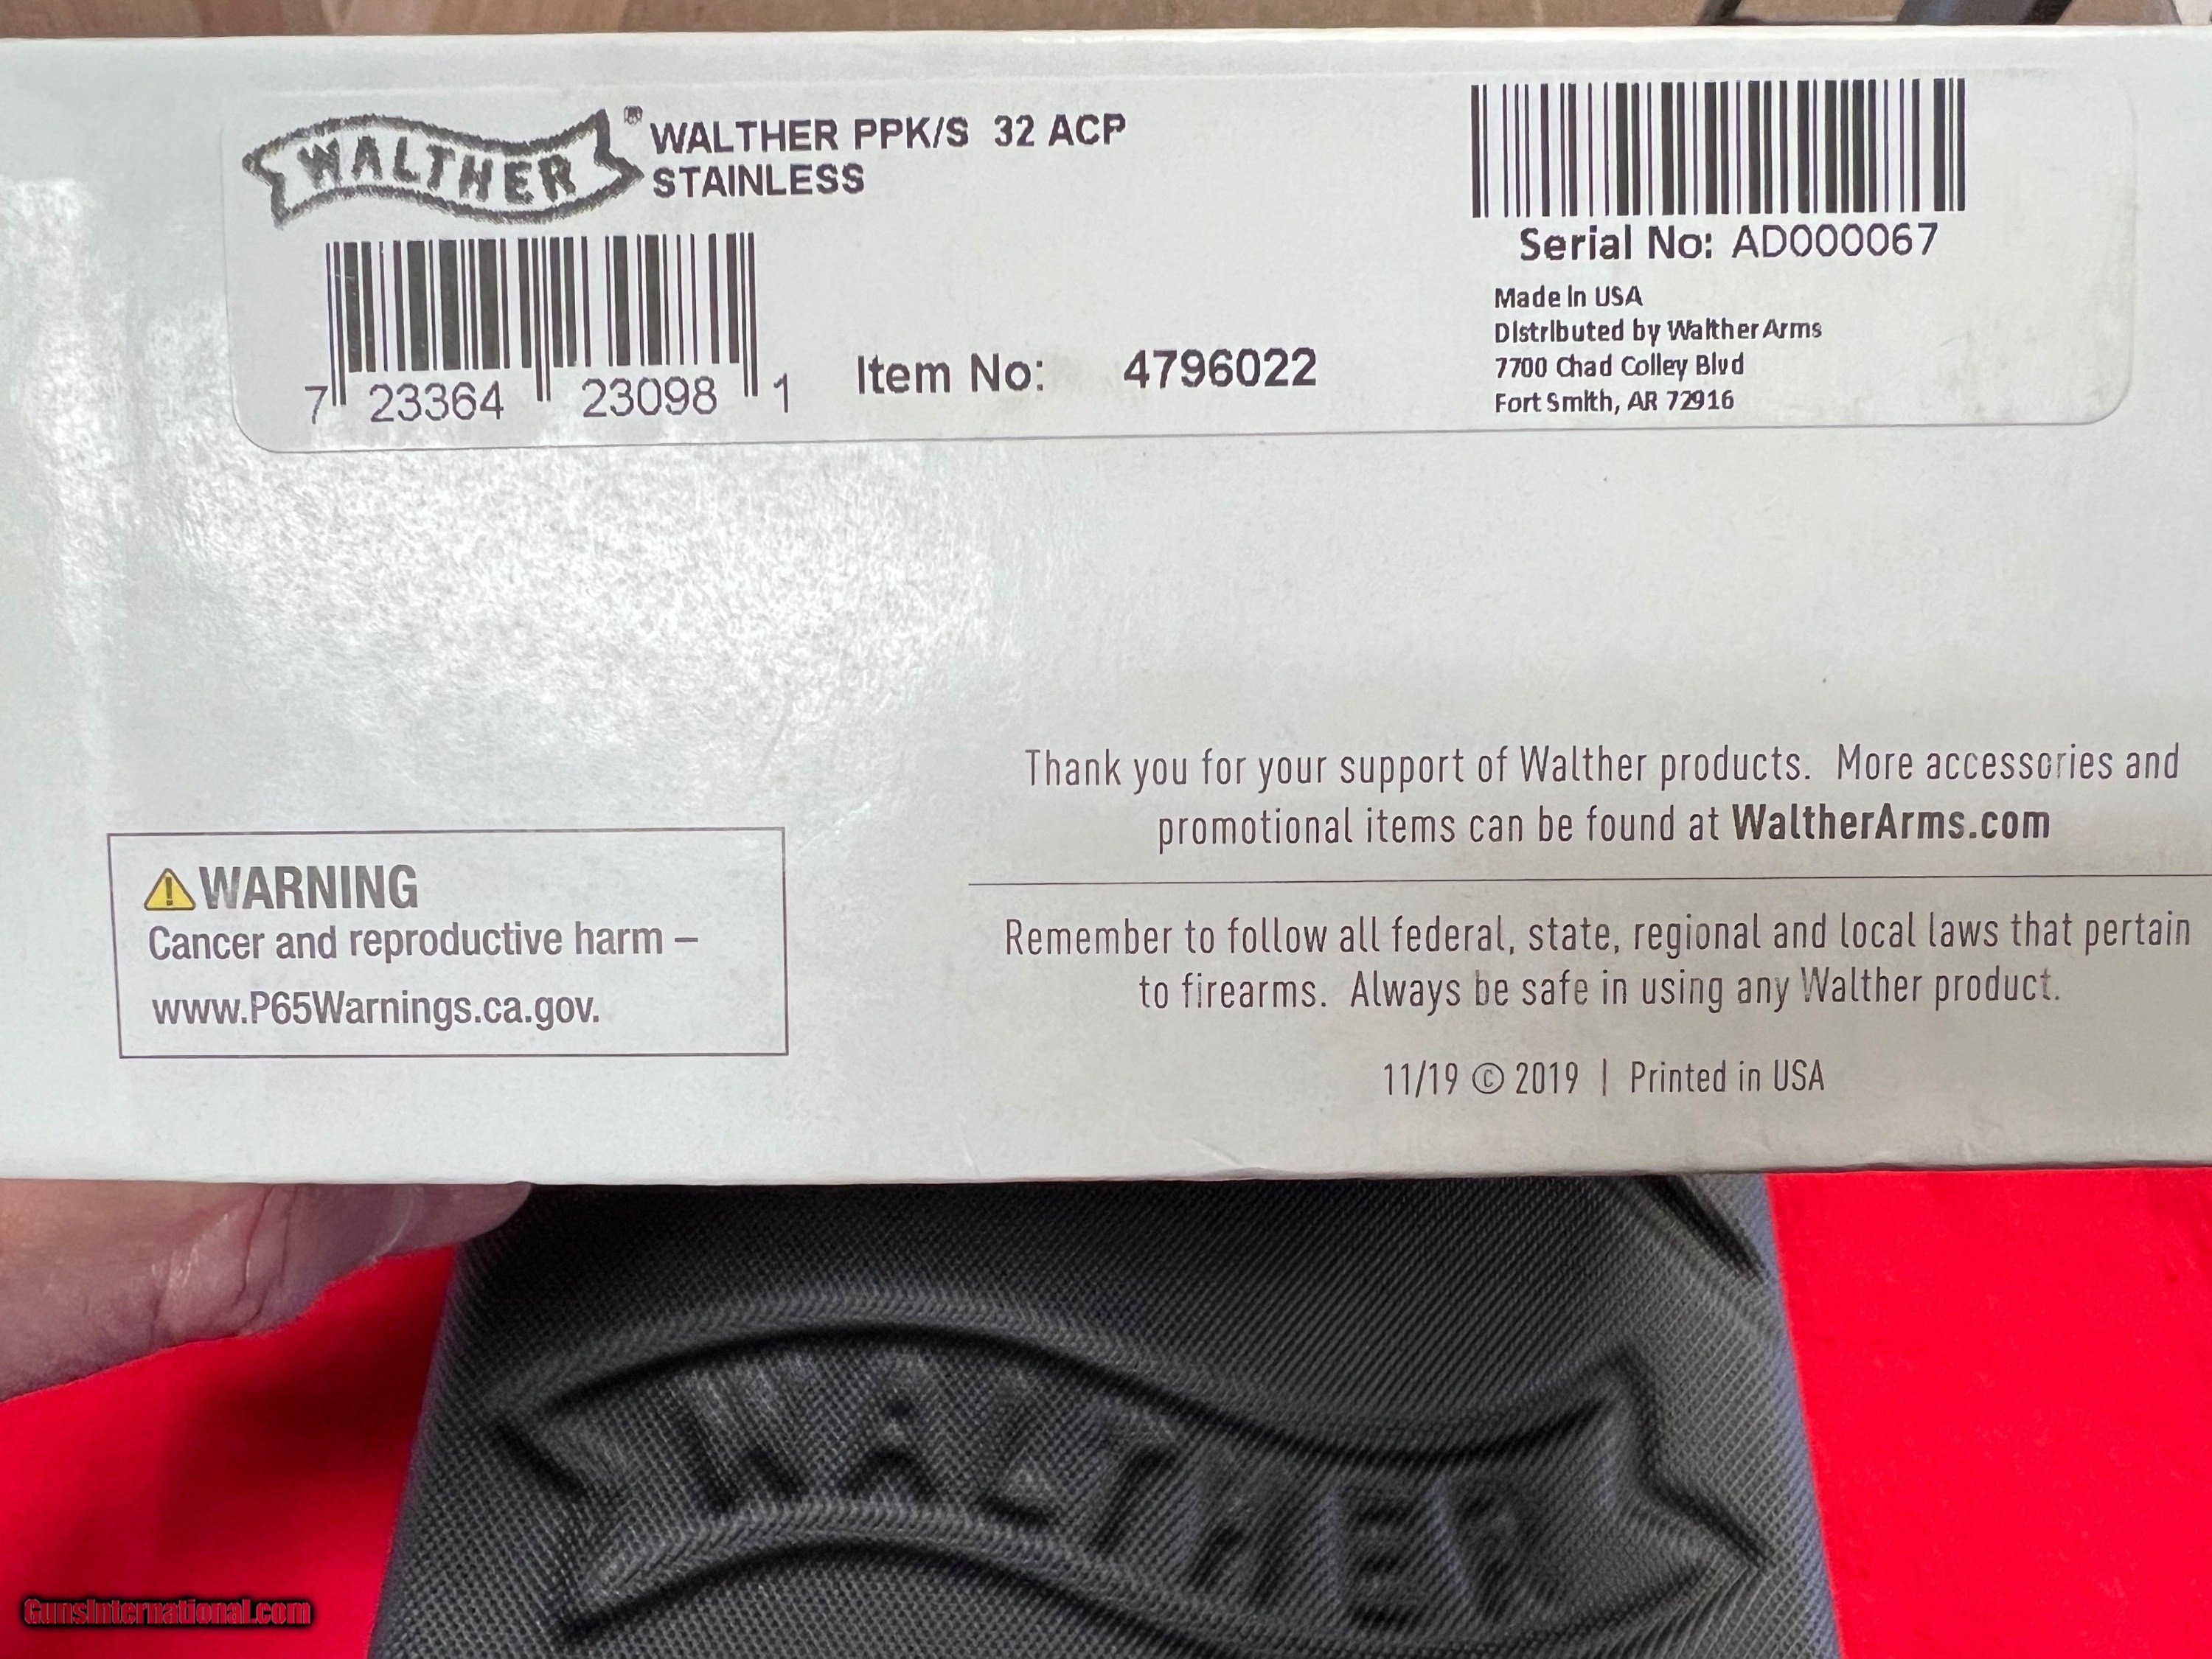 WALTHER®
WALTHER PPK/S 32 ACP
STAINLESS
7 23364 23098 1
Item No: 4796022
Serial No: AD000067
Made In USA
Distributed by Walther Arms
7700 Chad Colley Blvd
Fort Smith, AR 72916
Thank you for your support of Walther products. More accessories and
promotional items can be found at WaltherArms.com
⚠WARNING
Cancer and reproductive harm –
www.P65Warnings.ca.gov.
Remember to follow all federal, state, regional and local laws that pertain
to firearms. Always be safe in using any Walther product.
11/19 © 2019 | Printed in USA
WALTHER
GunsInternational.com